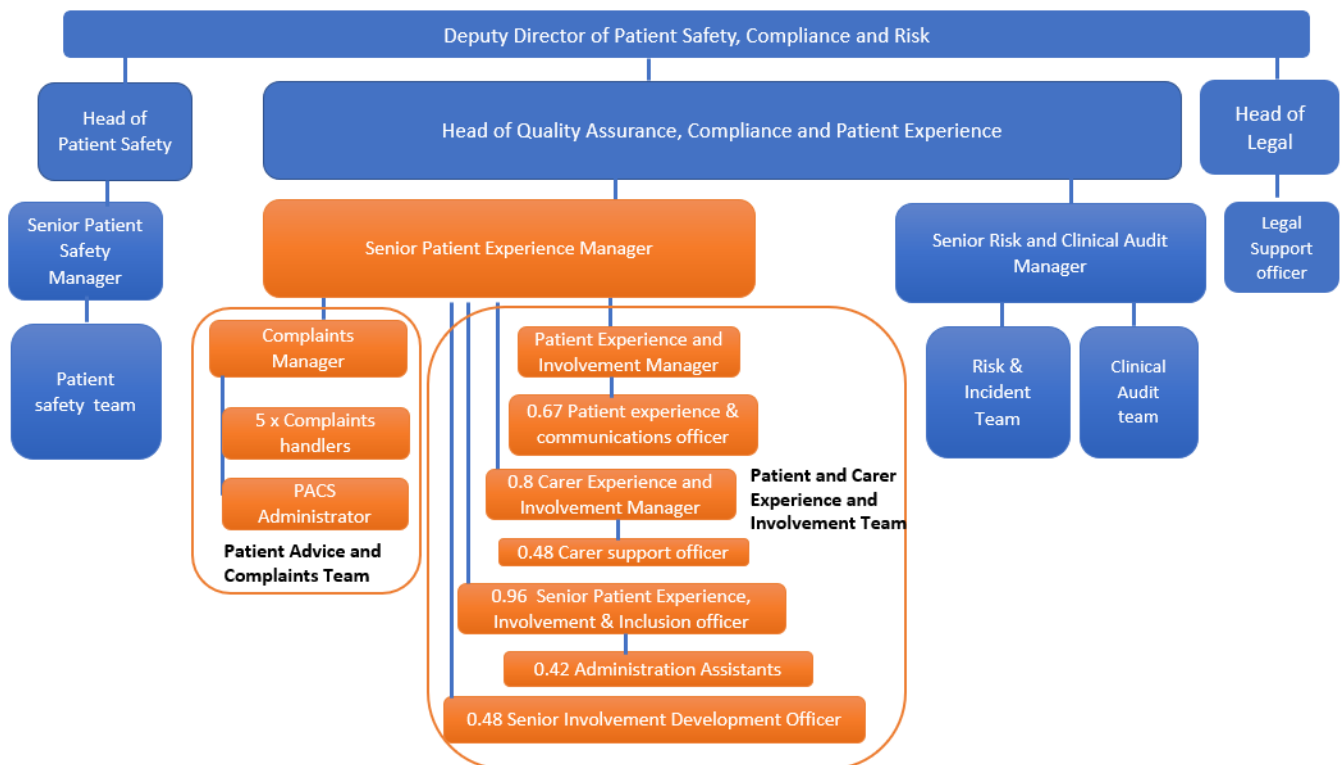 Deputy Director of Patient Safety, Compliance and Risk
Head of
Patient Safety
Head of Quality Assurance, Compliance and Patient Experience
Head of
Legal
Senior Patient
Safety
Manager
Senior Patient Experience Manager
Senior Risk and Clinical Audit
Manager
Legal
Support
officer
Patient
safety team
Complaints
Manager
5 x Complaints
handlers
PACS
Administrator
Patient Advice and
Complaints Team
Patient Experience and
Involvement Manager
0.67 Patient experience &
communications officer
0.8 Carer Experience and
Involvement Manager
0.48 Carer support officer
0.96 Senior Patient Experience,
Involvement & Inclusion officer
0.42 Administration Assistants
0.48 Senior Involvement Development Officer
Patient and Carer
Experience and
Involvement Team
Risk &
Incident
Team
Clinical
Audit
team